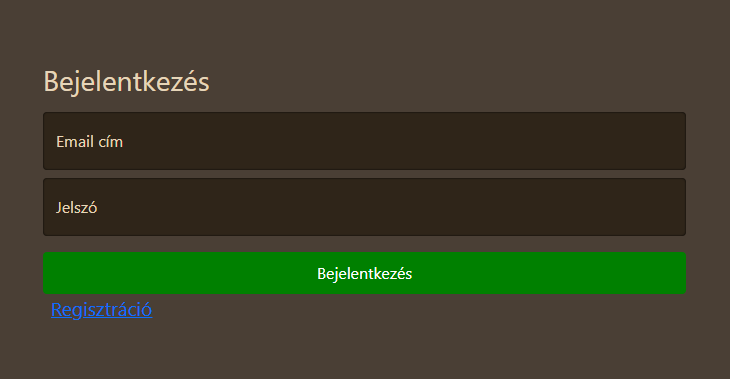 Bejelentkezés
Email cím
Jelszó
Bejelentkezés
Regisztráció